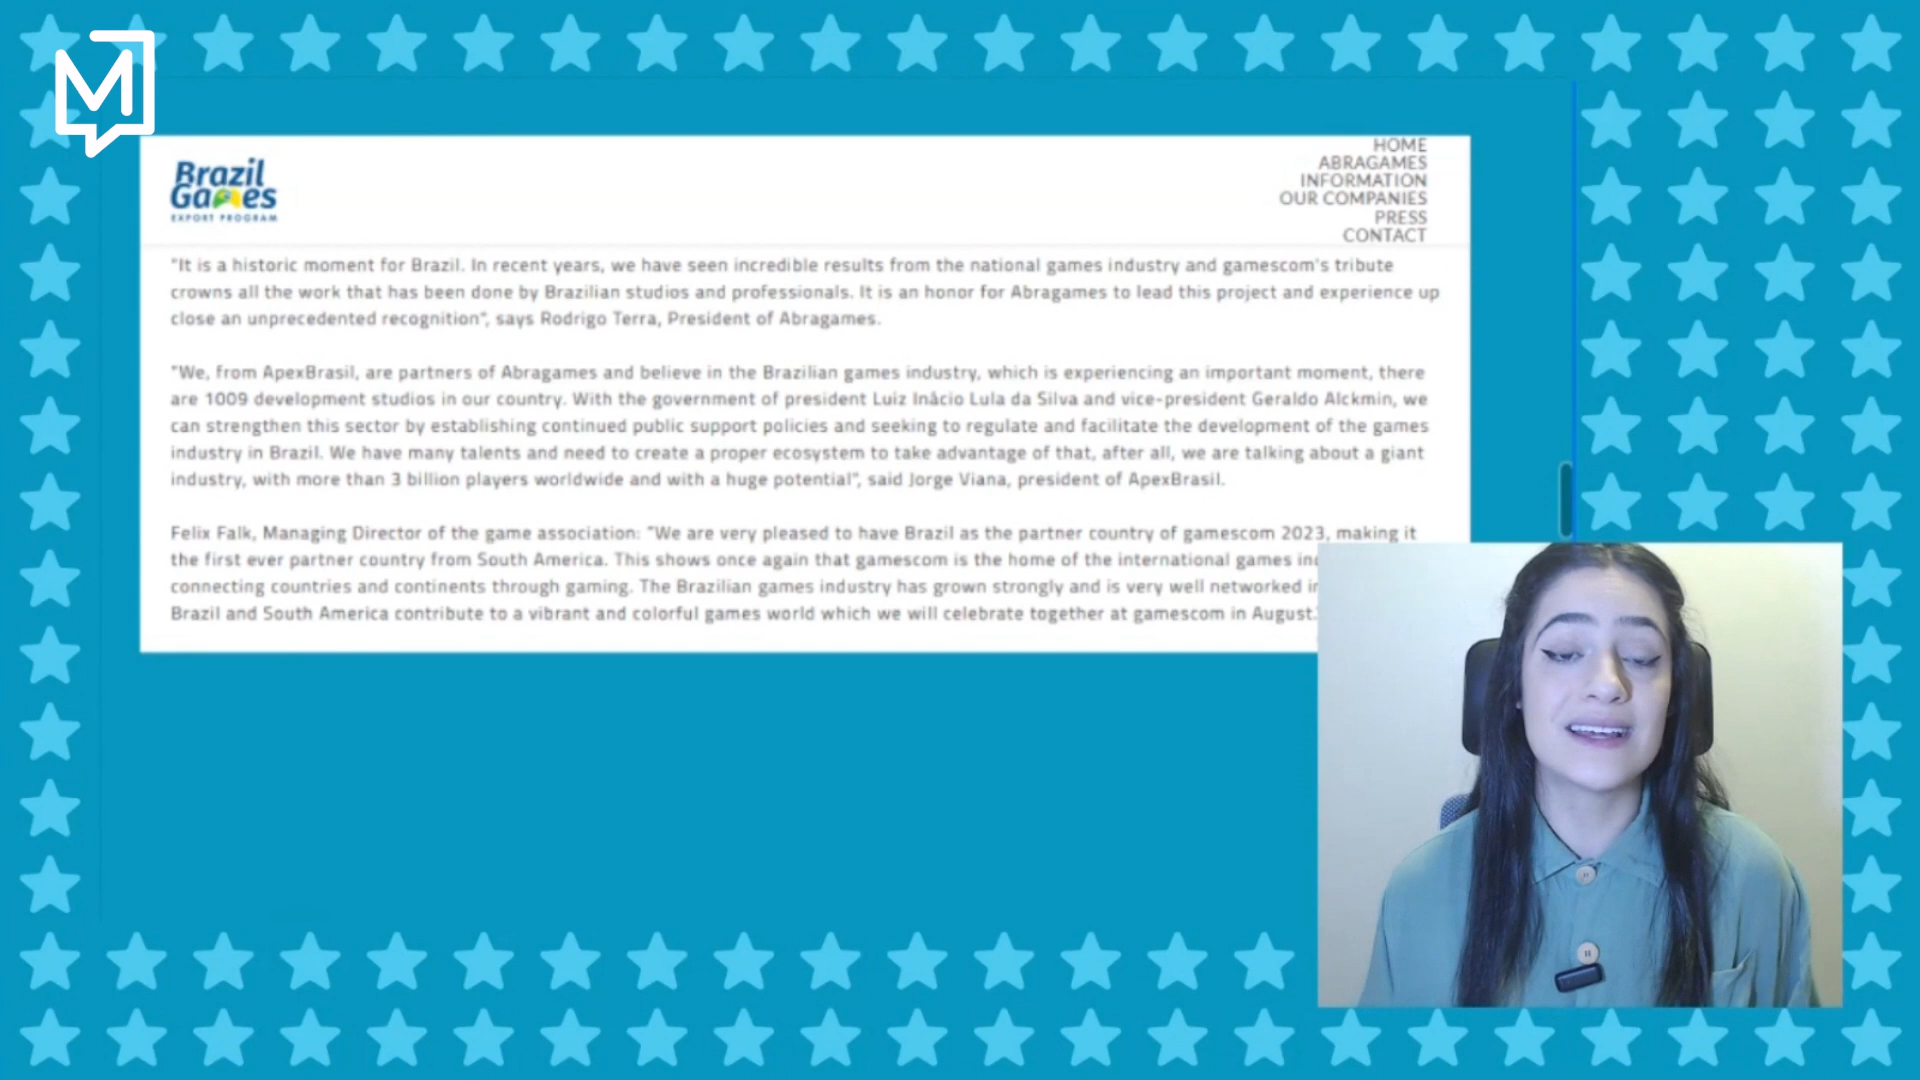 M
Brazil
Games
EXPORT PROGRAM
HOME
ABRAGAMES
INFORMATION
OUR COMPANIES
PRESS
CONTACT
"It is a historic moment for Brazil. In recent years, we have seen incredible results from the national games industry and gamescom's tribute
crowns all the work that has been done by Brazilian studios and professionals. It is an honor for Abragames to lead this project and experience up
close an unprecedented recognition", says Rodrigo Terra, President of Abragames.
"We, from ApexBrasil, are partners of Abragames and believe in the Brazilian games industry, which is experiencing an important moment, there
are 1009 development studios in our country. With the government of president Luiz Inácio Lula da Silva and vice-president Geraldo Alckmin, we
can strengthen this sector by establishing continued public support policies and seeking to regulate and facilitate the development of the games
industry in Brazil. We have many talents and need to create a proper ecosystem to take advantage of that, after all, we are talking about a giant
industry, with more than 3 billion players worldwide and with a huge potential", said Jorge Viana, president of ApexBrasil.
Felix Falk, Managing Director of the game association: "We are very pleased to have Brazil as the partner country of gamescom 2023, making it
the first ever partner country from South America. This shows once again that gamescom is the home of the international games
connecting countries and continents through gaming. The Brazilian games industry has grown strongly and is very well networked
Brazil and South America contribute to a vibrant and colorful games world which we will celebrate together at gamescom in August.